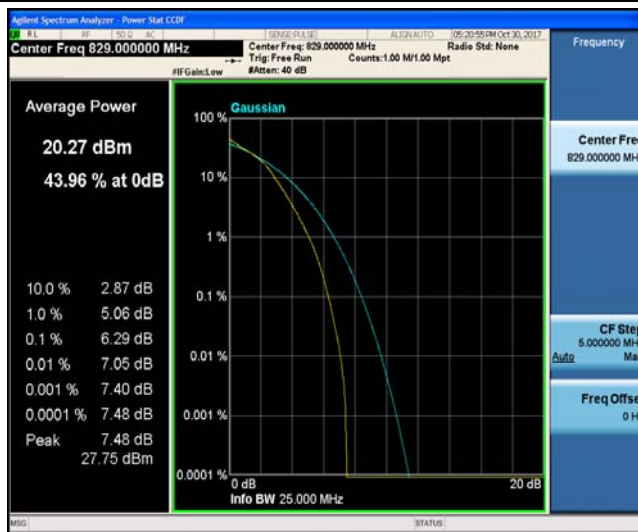 Agilent Spectrum Analyzer - Power Stat CCDF
RL RF 50 Ω AC SENSE:PULSE ALIGN AUTO 05:20:55 PM Oct 30, 2017
Center Freq 829.000000 MHz
Center Freq: 829.000000 MHz Radio Std: None
Trig: Free Run Counts:1.00 M/1.00 Mpt
#IFGain:Low #Atten: 40 dB
Frequency
Average Power
20.27 dBm
43.96 % at 0dB
10.0 % 2.87 dB
1.0 % 5.06 dB
0.1 % 6.29 dB
0.01 % 7.05 dB
0.001 % 7.40 dB
0.0001 % 7.48 dB
Peak 7.48 dB
27.75 dBm
Gaussian
100 %
10 %
1 %
0.1 %
0.01 %
0.001 %
0.0001 %
0 dB 20 dB
Info BW 25.000 MHz
Center Fre
829.000000 MH
CF Ste
5.000000 MH
Auto Ma
Freq Offse
0 H
MSG STATUS